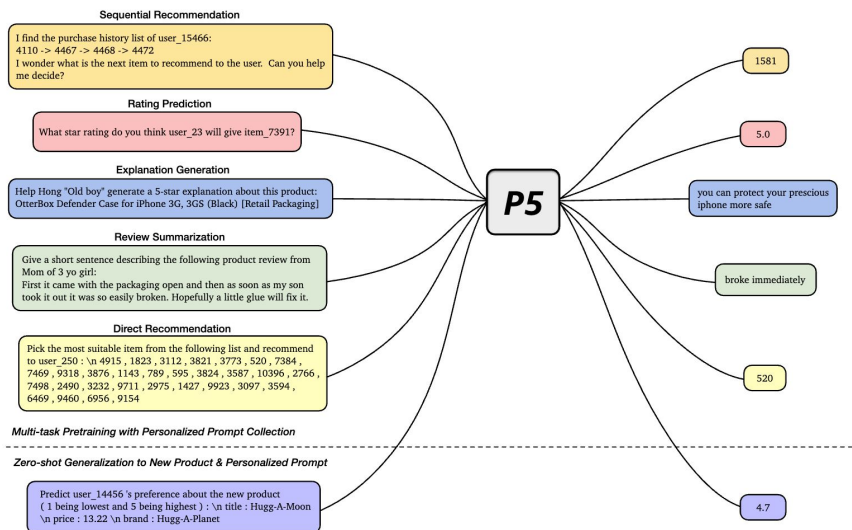 Sequential Recommendation
I find the purchase history list of user_15466:
4110 -> 4467 -> 4468 -> 4472
I wonder what is the next item to recommend to the user. Can you help
me decide?
1581
Rating Prediction
What star rating do you think user_23 will give item_7391?
5.0
Explanation Generation
Help Hong "Old boy" generate a 5-star explanation about this product:
OtterBox Defender Case for iPhone 3G, 3GS (Black) [Retail Packaging]
P5
you can protect your prescious
iphone more safe
Review Summarization
Give a short sentence describing the following product review from
Mom of 3 yo girl:
First it came with the packaging open and then as soon as my son
took it out it was so easily broken. Hopefully a little glue will fix it.
broke immediately
Direct Recommendation
Pick the most suitable item from the following list and recommend
to user_250 : \n 4915 , 1823 , 3112 , 3821 , 3773 , 520 , 7384 ,
7469 , 9318 , 3876 , 1143 , 789 , 595 , 3824 , 3587 , 10396 , 2766 ,
7498 , 2490 , 3232 , 9711 , 2975 , 1427 , 9923 , 3097 , 3594 ,
6469 , 9460 , 6956 , 9154
520
Multi-task Pretraining with Personalized Prompt Collection
Zero-shot Generalization to New Product & Personalized Prompt
Predict user_14456 's preference about the new product
( 1 being lowest and 5 being highest ) : \n title : Hugg-A-Moon
\n price : 13.22 \n brand : Hugg-A-Planet
4.7